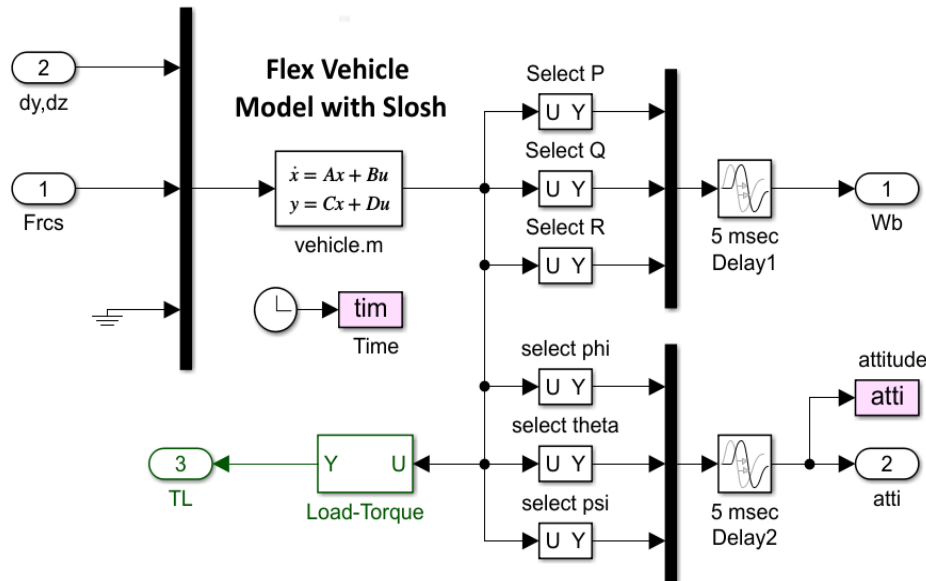 2
dy,dz
1
Frcs
Flex Vehicle
Model with Slosh
ẋ = Ax + Bu
y = Cx + Du
vehicle.m
tim
Time
Select P
U Y
Select Q
U Y
Select R
U Y
5 msec
Delay1
1
Wb
select phi
U Y
select theta
U Y
select psi
U Y
5 msec
Delay2
attitude
atti
2
atti
Y U
Load-Torque
3
TL